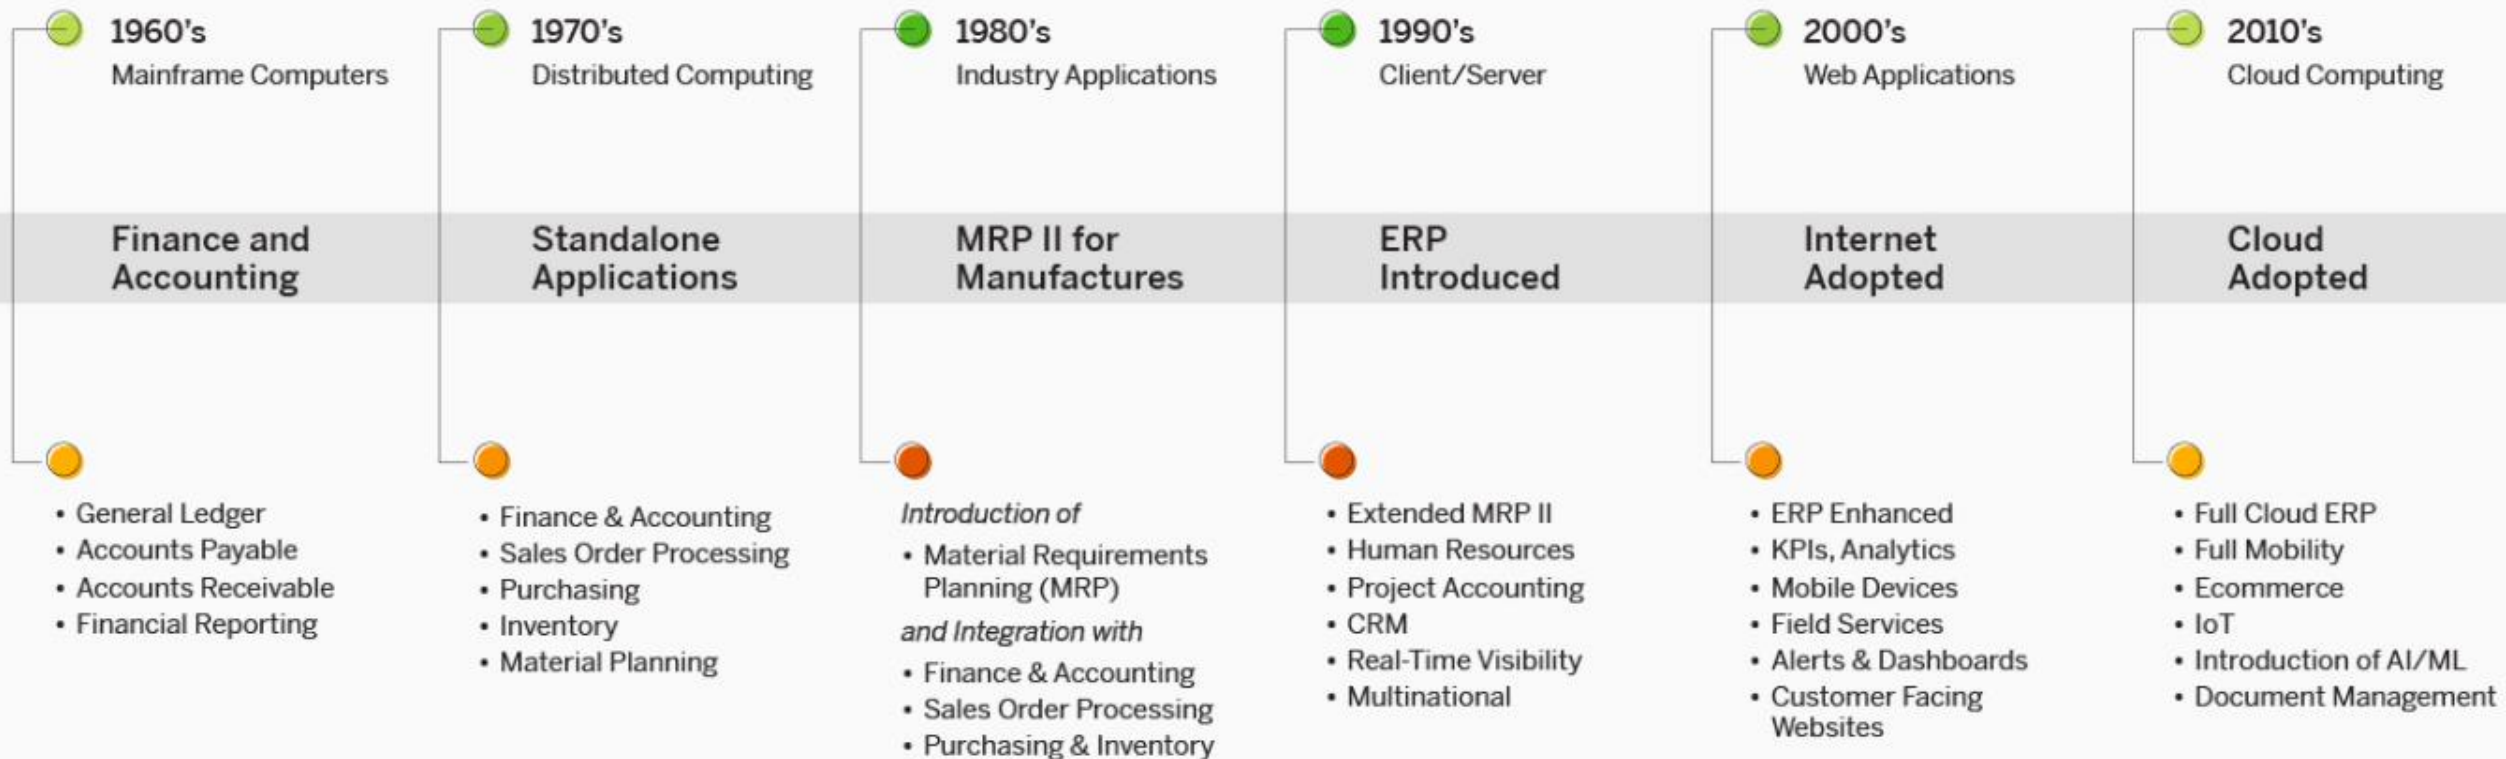 1960's
Mainframe Computers
Finance and
Accounting
• General Ledger
• Accounts Payable
• Accounts Receivable
• Financial Reporting
1970's
Distributed Computing
Standalone
Applications
• Finance & Accounting
• Sales Order Processing
• Purchasing
• Inventory
• Material Planning
1980's
Industry Applications
MRP II for
Manufactures
Introduction of
• Material Requirements
Planning (MRP)
and Integration with
• Finance & Accounting
• Sales Order Processing
• Purchasing & Inventory
1990's
Client/Server
ERP
Introduced
• Extended MRP II
• Human Resources
• Project Accounting
• CRM
• Real-Time Visibility
• Multinational
2000's
Web Applications
Internet
Adopted
• ERP Enhanced
• KPIs, Analytics
• Mobile Devices
• Field Services
• Alerts & Dashboards
• Customer Facing
Websites
2010's
Cloud Computing
Cloud
Adopted
• Full Cloud ERP
• Full Mobility
• Ecommerce
• IoT
• Introduction of AI/ML
• Document Management